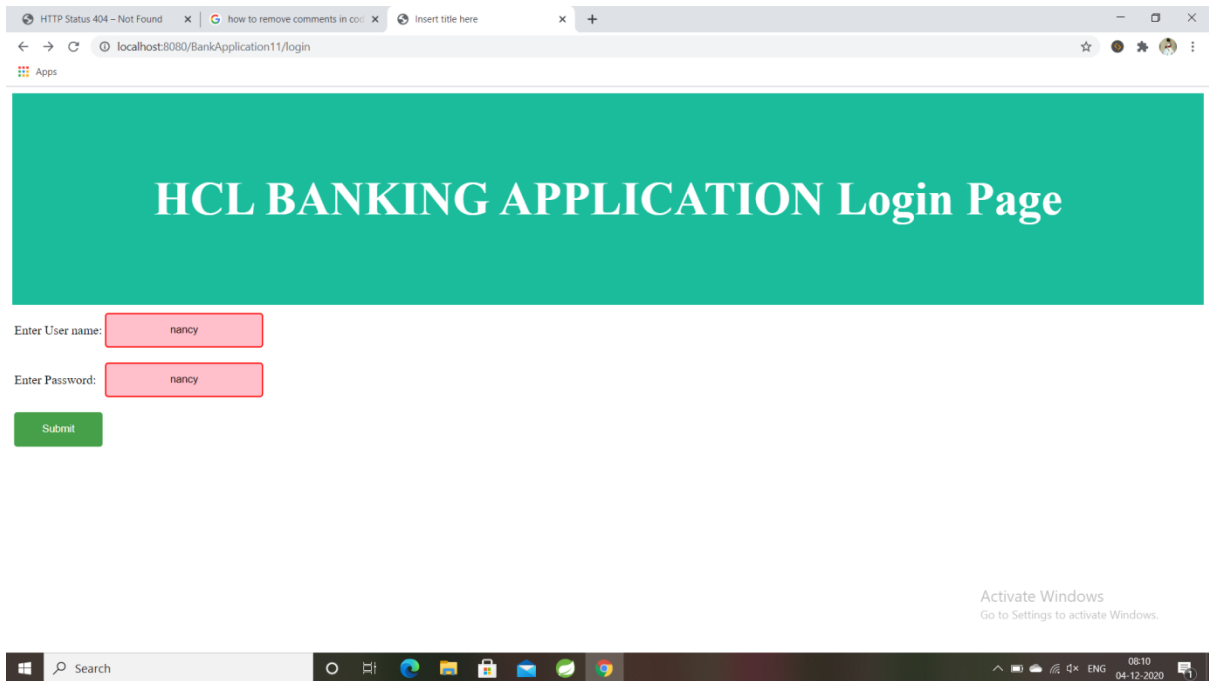 HTTP Status 404 – Not Found
how to remove comments in coo
Insert title here
localhost:8080/BankApplication11/login
Apps
HCL BANKING APPLICATION Login Page
Enter User name: nancy
Enter Password: nancy
Submit
Activate Windows
Go to Settings to activate Windows.
Search
ENG
08:10
04-12-2020
1